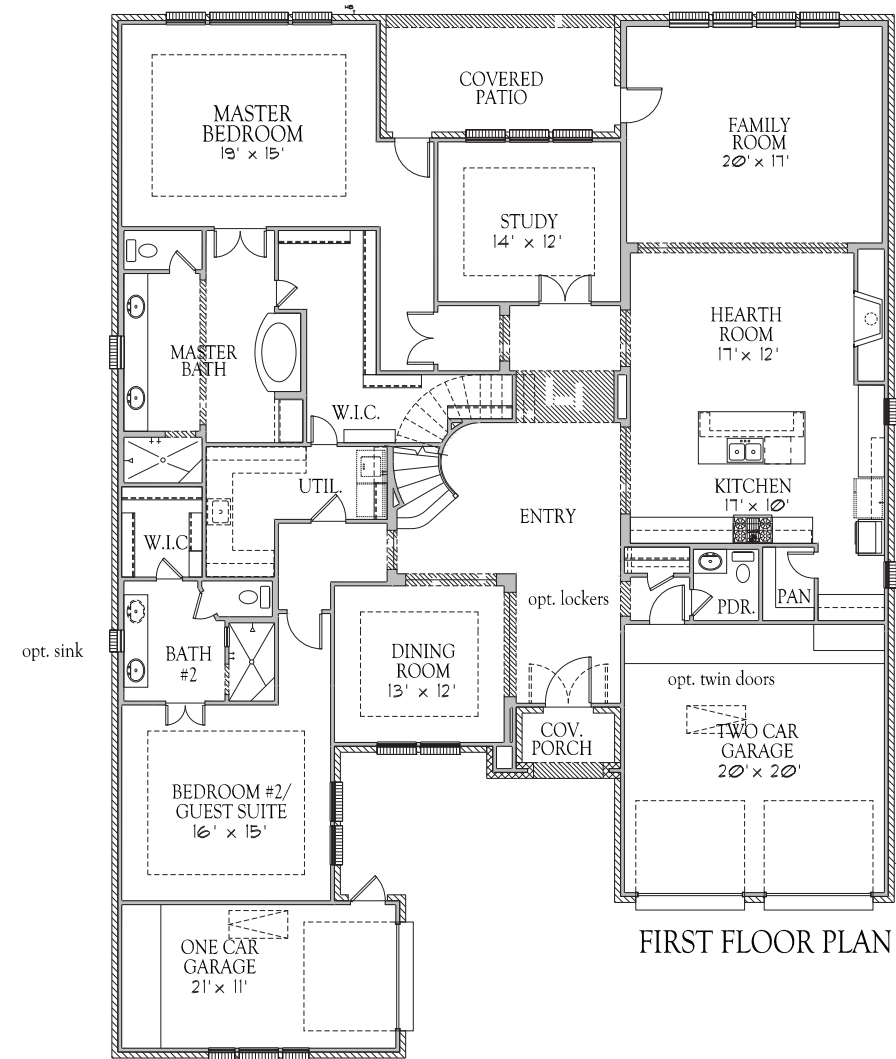 HB
COVERED
PATIO
MASTER
BEDROOM
19' x 15'
FAMILY
ROOM
20' x 17'
STUDY
14' x 12'
HEARTH
ROOM
17' x 12'
MASTER
BATH
W.I.C.
UTIL.
KITCHEN
17' x 10'
ENTRY
W.I.C
opt. lockers
PDR.
PAN
opt. sink
BATH
#2
DINING
ROOM
13' x 12'
opt. twin doors
COV.
PORCH
TWO CAR
GARAGE
20' x 20'
BEDROOM #2/
GUEST SUITE
16' x 15'
FIRST FLOOR PLAN
ONE CAR
GARAGE
21' x 11'